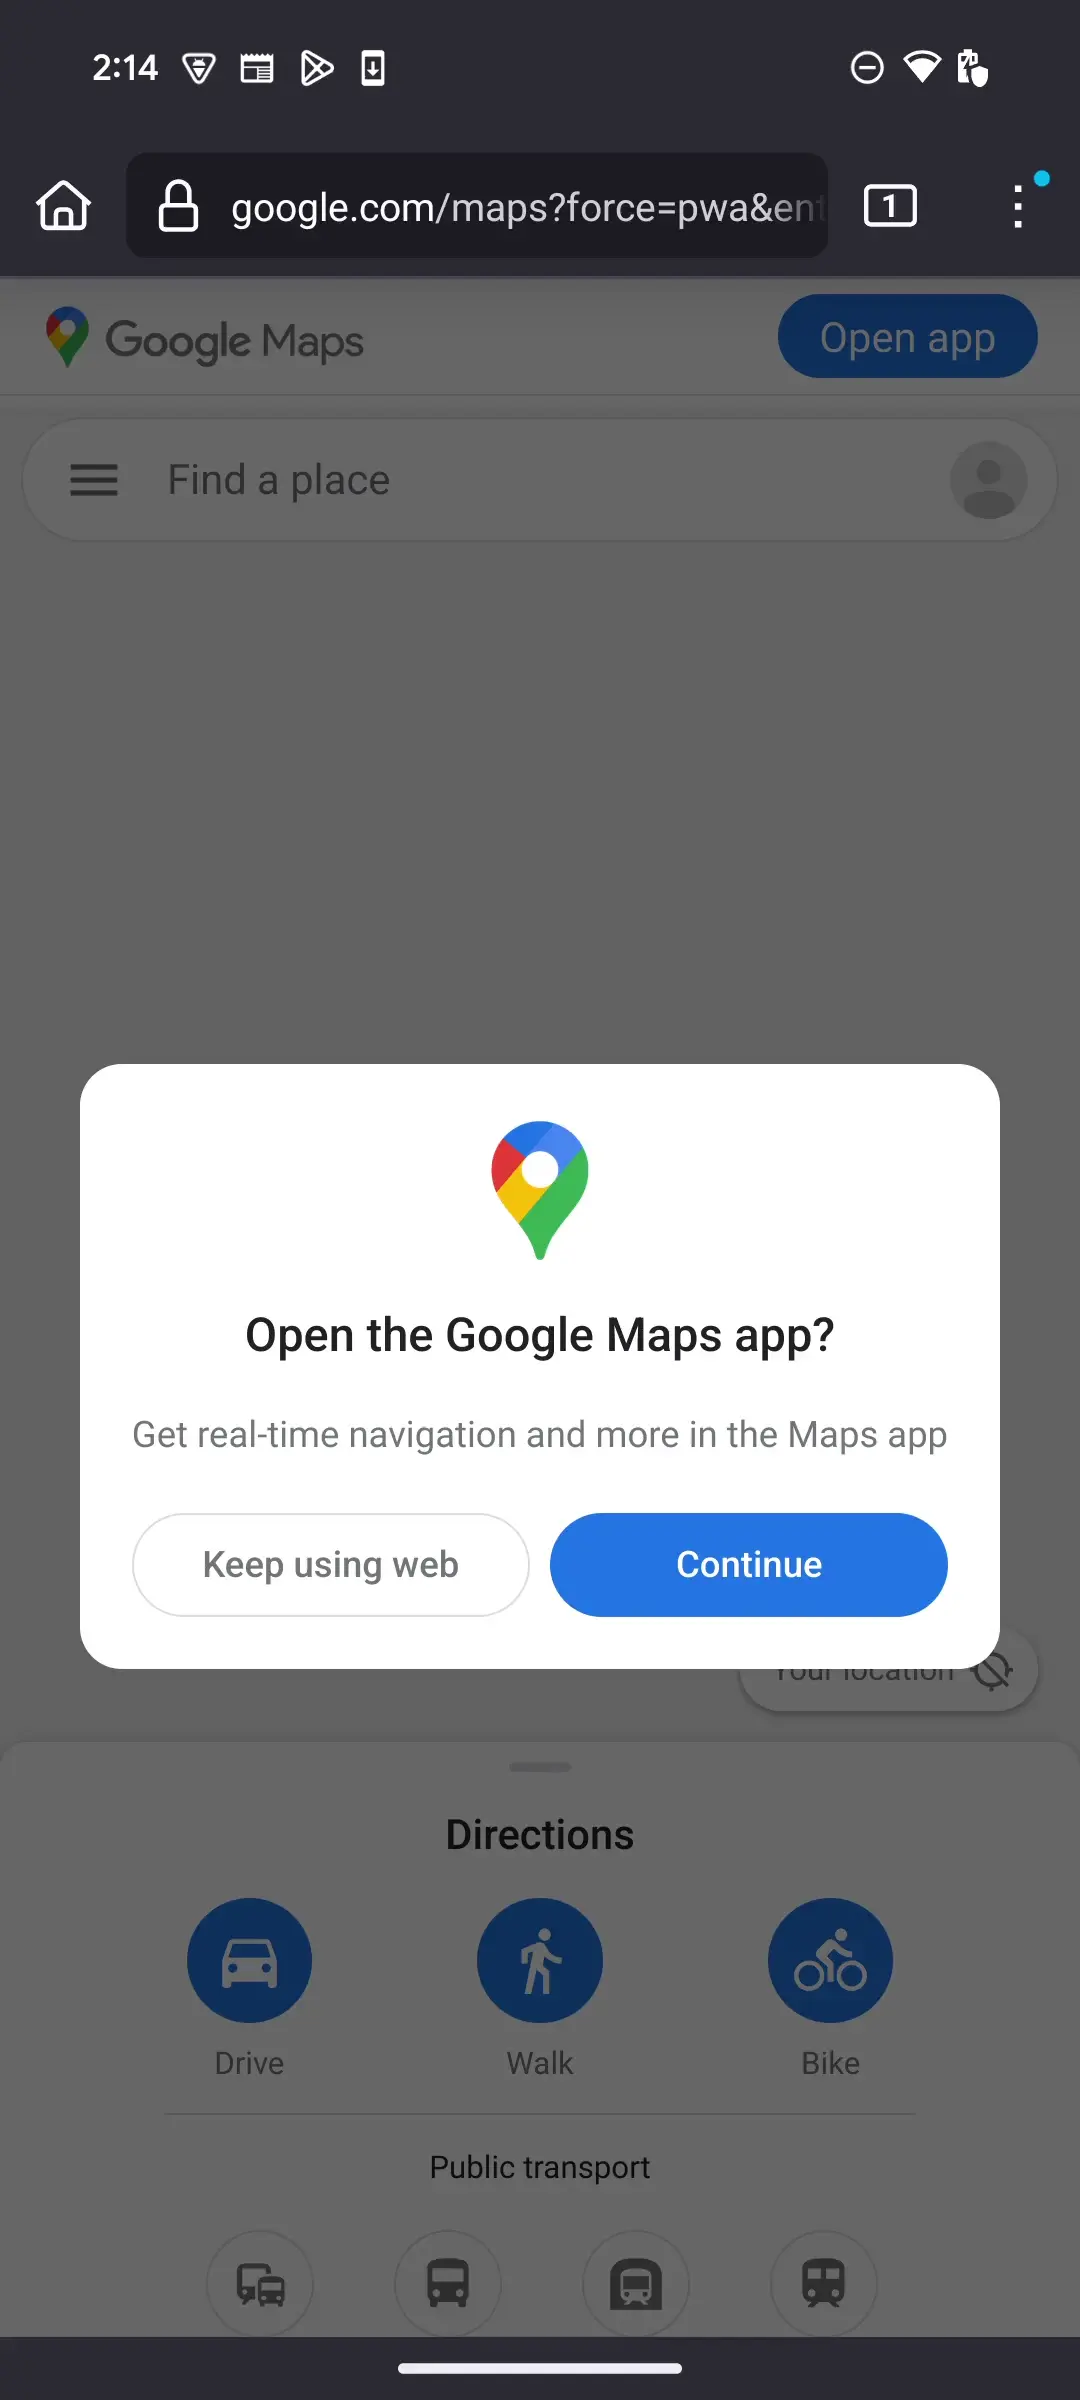 2:14
google.com/maps?force=pwa&ent
1
Google Maps
Open app
Find a place
Open the Google Maps app?
Get real-time navigation and more in the Maps app
Keep using web
Continue
Your location
Directions
Drive
Walk
Bike
Public transport